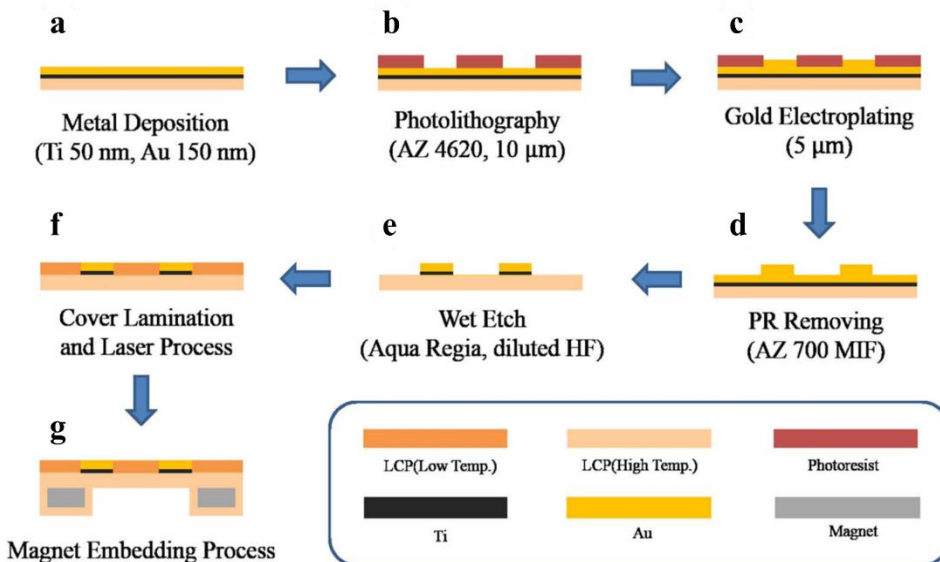 a
Metal Deposition
(Ti 50 nm, Au 150 nm)
b
Photolithography
(AZ 4620, 10 μm)
c
Gold Electroplating
(5 μm)
d
PR Removing
(AZ 700 MIF)
e
Wet Etch
(Aqua Regia, diluted HF)
f
Cover Lamination
and Laser Process
g
Magnet Embedding Process
LCP(Low Temp.)
LCP(High Temp.)
Photoresist
Ti
Au
Magnet